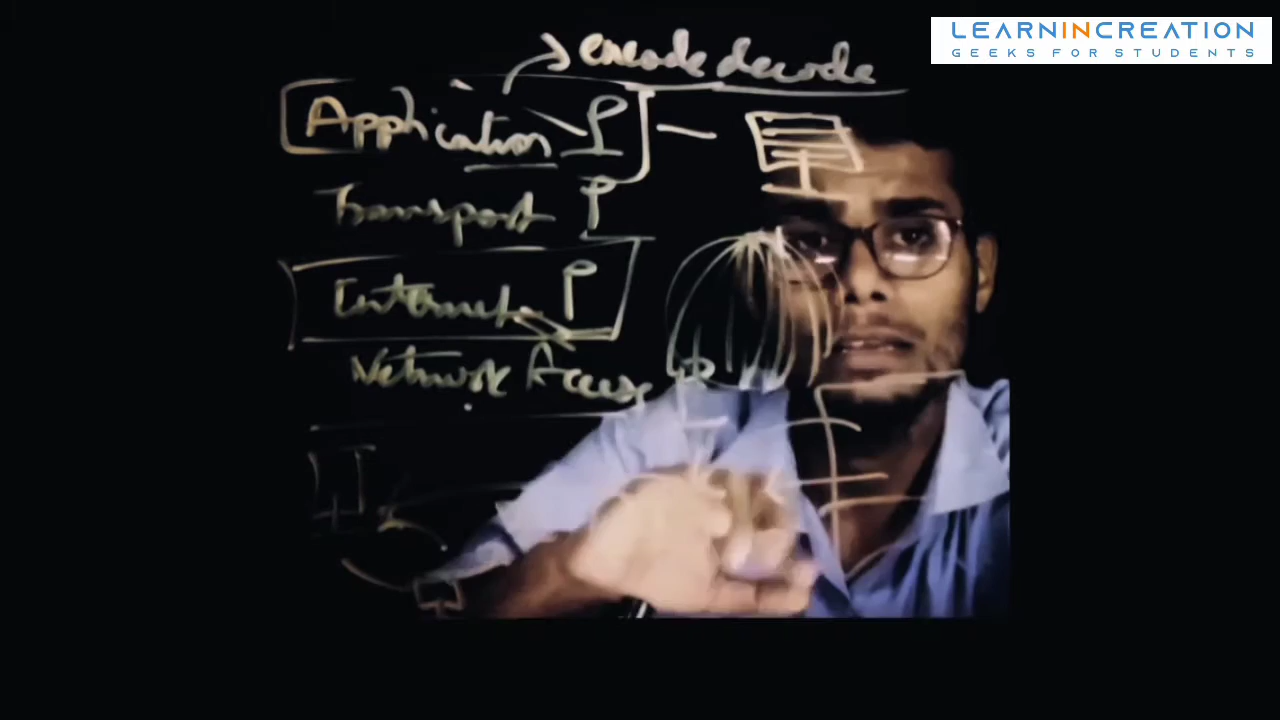 LEARNINCREATION
GEEKS FOR STUDENTS
encode decode
Application P
Transport P
Internet P
Network Access P